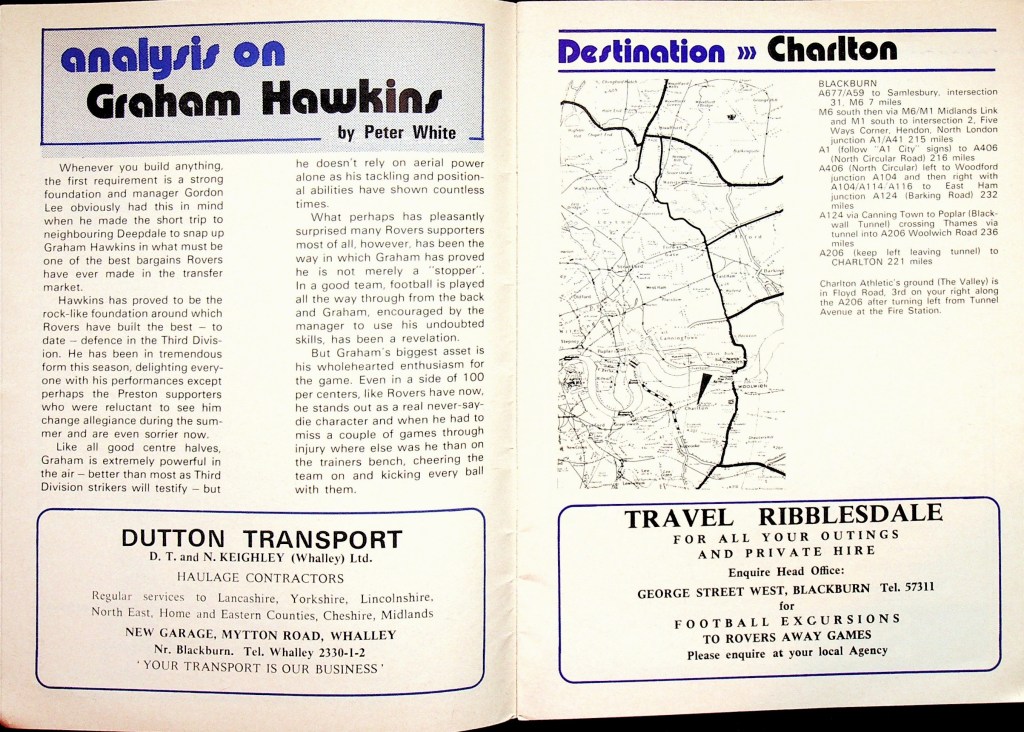 analysis on
Graham Hawkins
by Peter White
Whenever you build anything,
the first requirement is a strong
foundation and manager Gordon
Lee obviously had this in mind
when he made the short trip to
neighbouring Deepdale to snap up
Graham Hawkins in what must be
one of the best bargains Rovers
have ever made in the transfer
market.
Hawkins has proved to be the
rock-like foundation around which
Rovers have built the best – to
date – defence in the Third Divis-
ion. He has been in tremendous
form this season, delighting every-
one with his performances except
perhaps the Preston supporters
who were reluctant to see him
change allegiance during the sum-
mer and are even sorrier now.
Like all good centre halves,
Graham is extremely powerful in
the air – better than most as Third
Division strikers will testify – but
he doesn't rely on aerial power
alone as his tackling and position-
al abilities have shown countless
times.
What perhaps has pleasantly
surprised many Rovers supporters
most of all, however, has been the
way in which Graham has proved
he is not merely a "stopper".
In a good team, football is played
all the way through from the back
and Graham, encouraged by the
manager to use his undoubted
skills, has been a revelation.
But Graham's biggest asset is
his wholehearted enthusiasm for
the game. Even in a side of 100
per centers, like Rovers have now,
he stands out as a real never-say-
die character and when he had to
miss a couple of games through
injury where else was he than on
the trainers bench, cheering the
team on and kicking every ball
with them.
DUTTON TRANSPORT
D. T. and N. KEIGHLEY (Whalley) Ltd.
HAULAGE CONTRACTORS
Regular services to Lancashire, Yorkshire, Lincolnshire,
North East, Home and Eastern Counties, Cheshire, Midlands
NEW GARAGE, MYTTON ROAD, WHALLEY
Nr. Blackburn. Tel. Whalley 2330-1-2
'YOUR TRANSPORT IS OUR BUSINESS'
Destination »» Charlton
BLACKBURN
A677/A59 to Samlesbury, intersection
31, M6 7 miles
M6 south then via M6/M1 Midlands Link
and M1 south to intersection 2, Five
Ways Corner, Hendon, North London
junction A1/A41 215 miles
A1 (follow "A1 City" signs) to A406
(North Circular Road) 216 miles
A406 (North Circular) left to Woodford
junction A104 and then right with
A104/A114/A116 to East Ham
junction A124 (Barking Road) 232
miles
A124 via Canning Town to Poplar (Black-
wall Tunnel) crossing Thames via
tunnel into A206 Woolwich Road 236
miles
A206 (keep left leaving tunnel) to
CHARLTON 221 miles
Charlton Athletic's ground (The Valley) is
in Floyd Road, 3rd on your right along
the A206 after turning left from Tunnel
Avenue at the Fire Station.
Canning Town
WOOLWICH
Charlton
TRAVEL RIBBLESDALE
FOR ALL YOUR OUTINGS
AND PRIVATE HIRE
Enquire Head Office:
GEORGE STREET WEST, BLACKBURN Tel. 57311
for
FOOTBALL EXCURSIONS
TO ROVERS AWAY GAMES
Please enquire at your local Agency